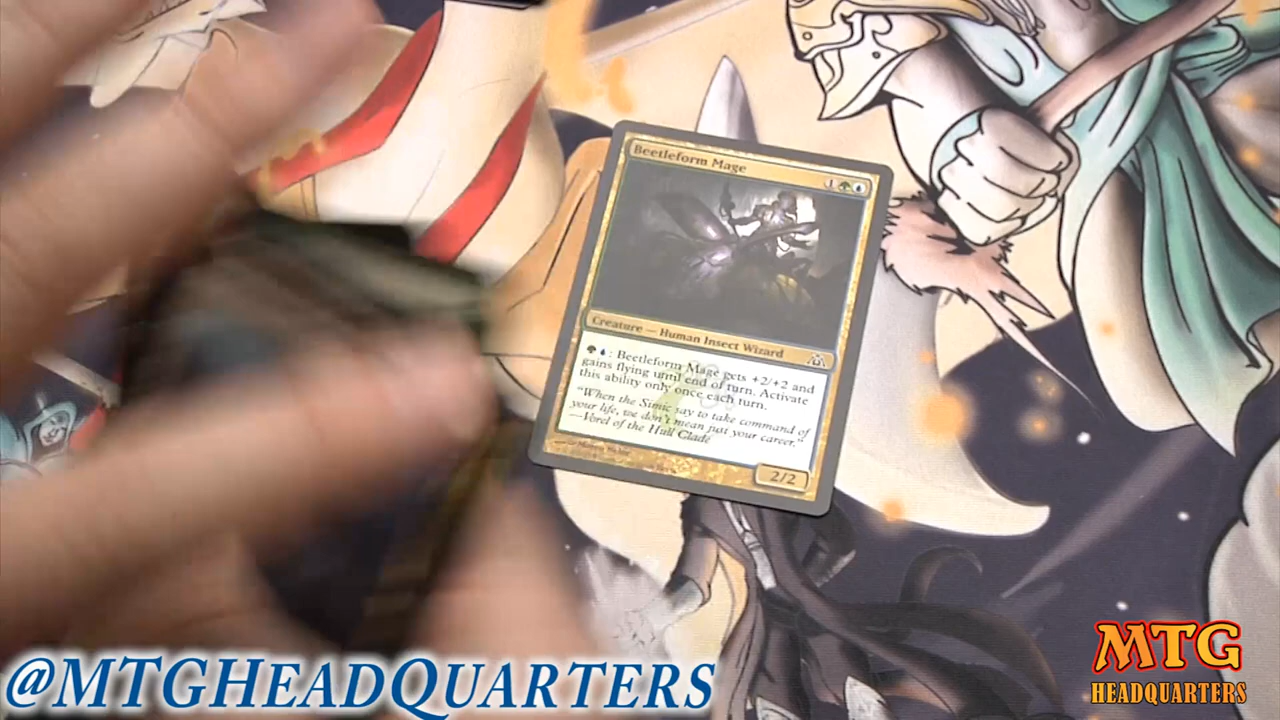 Beetleform Mage
1
Creature — Human Insect Wizard
: Beetleform Mage gets +2/+2 and
gains flying until end of turn. Activate
this ability only once each turn.
"When the Simic say to take command of
your life, we don't mean just your career."
—Vorel of the Hull Clade
2/2
@MTGHeadQuarters
MTG
HEADQUARTERS